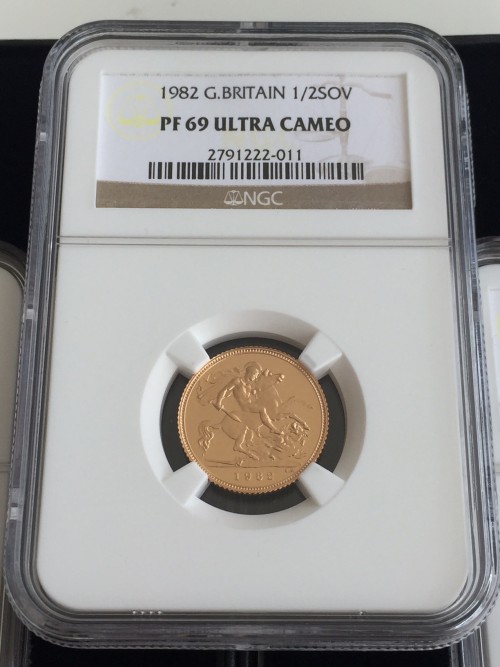 1982 G.BRITAIN 1/2SOV
PF 69 ULTRA CAMEO
2791222-011
NGC
1982